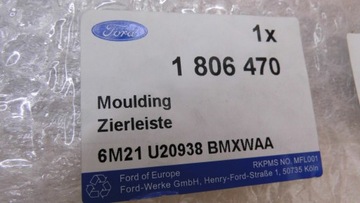 Ford
1x
1 806 470
Moulding
Zierleiste
6M21 U20938 BMXWAA
Ford of Europe
RKPMS NO. MFL001
Ford-Werke GmbH, Henry-Ford-Straße 1, 50735 Köln